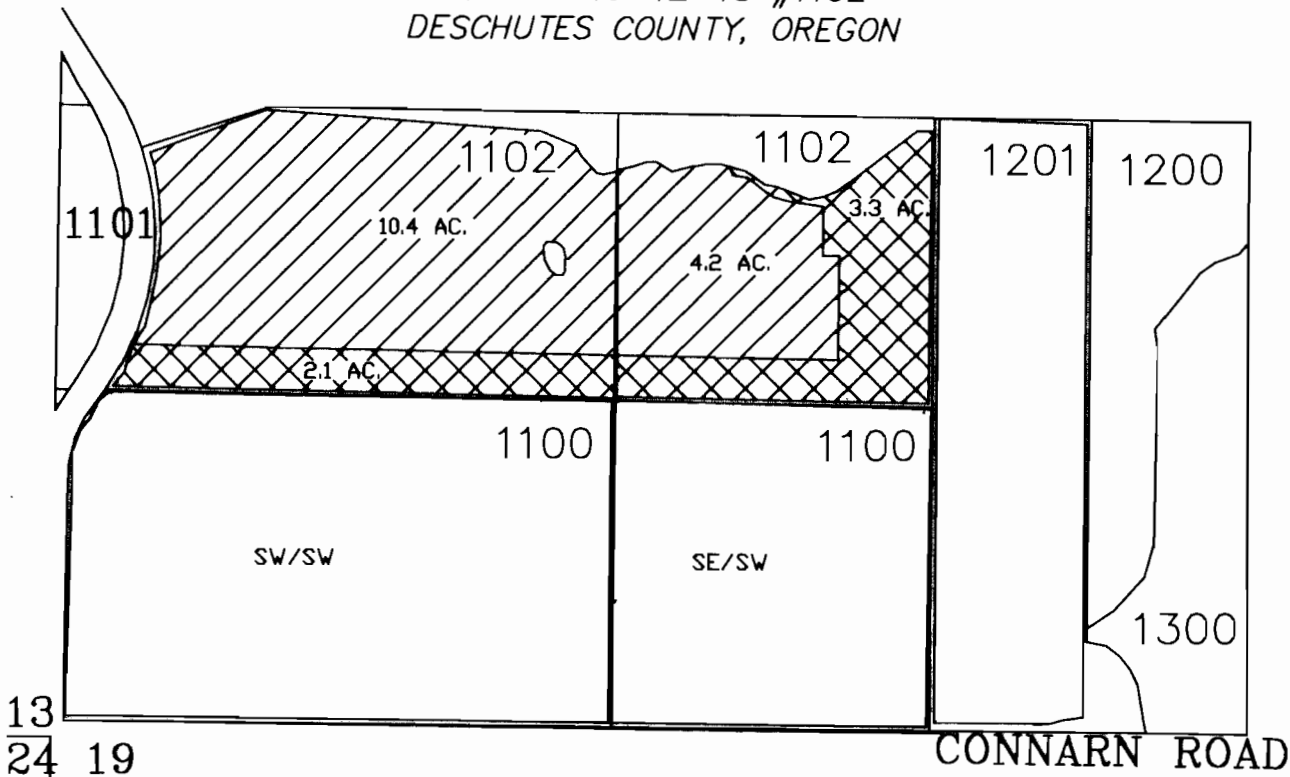 DESCHUTES COUNTY, OREGON
1102
1102
1201
1200
1101
10.4 AC.
3.3 AC.
4.2 AC.
2.1 AC.
1100
1100
SW/SW
SE/SW
1300
13
24 19
CONNARN ROAD